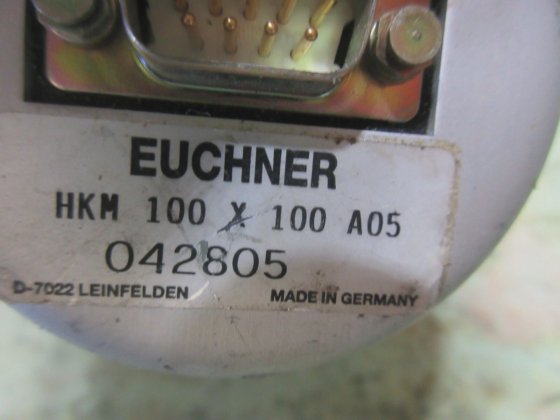 EUCHNER
HKM 100 X 100 A05
042805
D-7022 LEINFELDEN MADE IN GERMANY